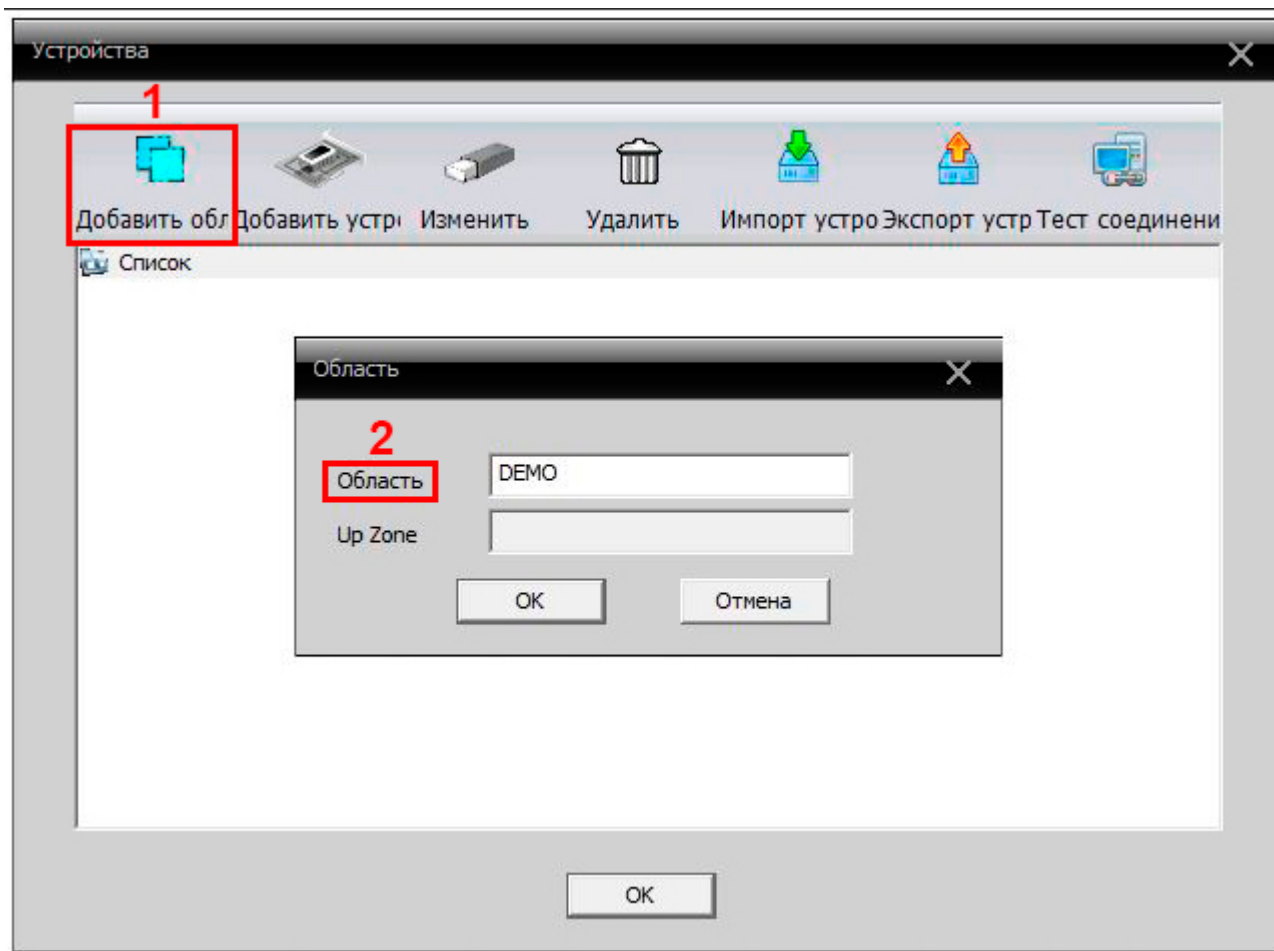 Устройства
1
Добавить обл Добавить устр Изменить Удалить Импорт устро Экспорт устр Тест соединени
Список
Область
2
Область DEMO
Up Zone
OK Отмена
OK